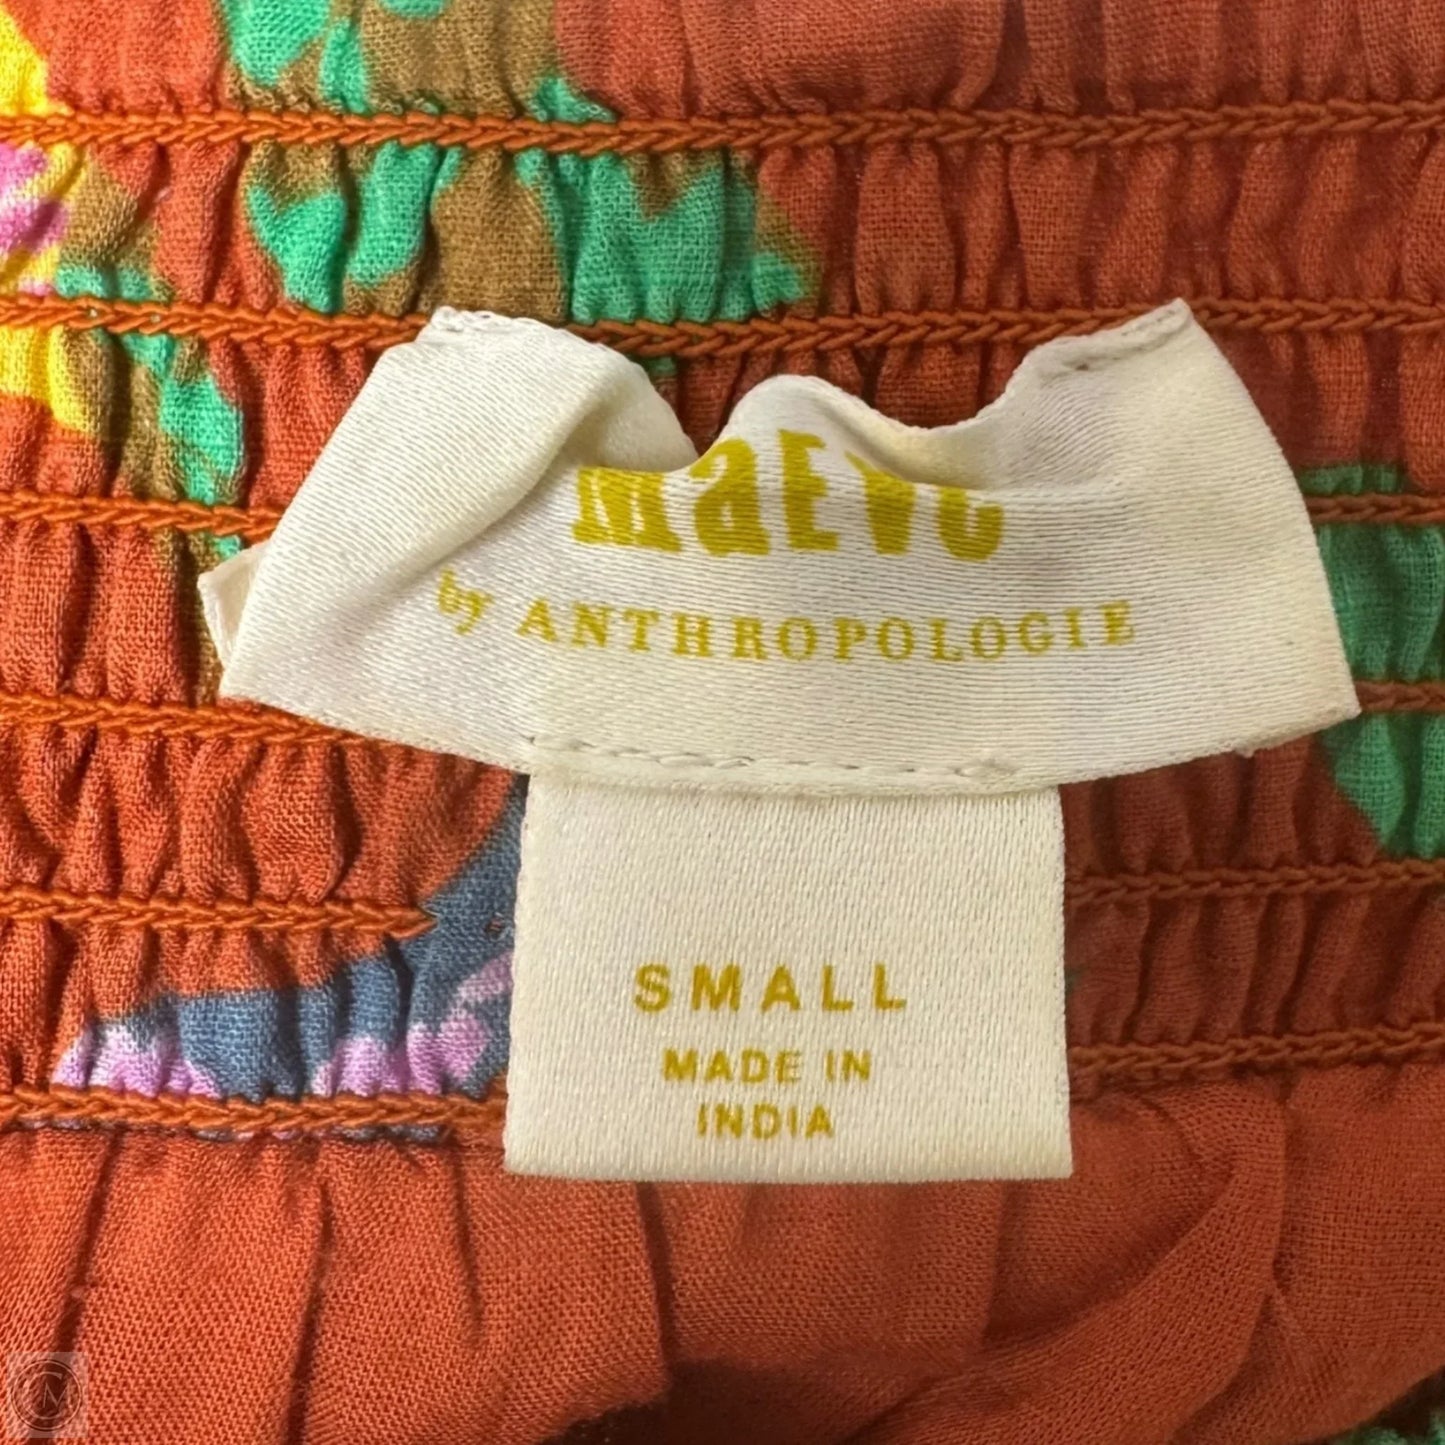 maEve
by ANTHROPOLOGIE
SMALL
MADE IN
INDIA